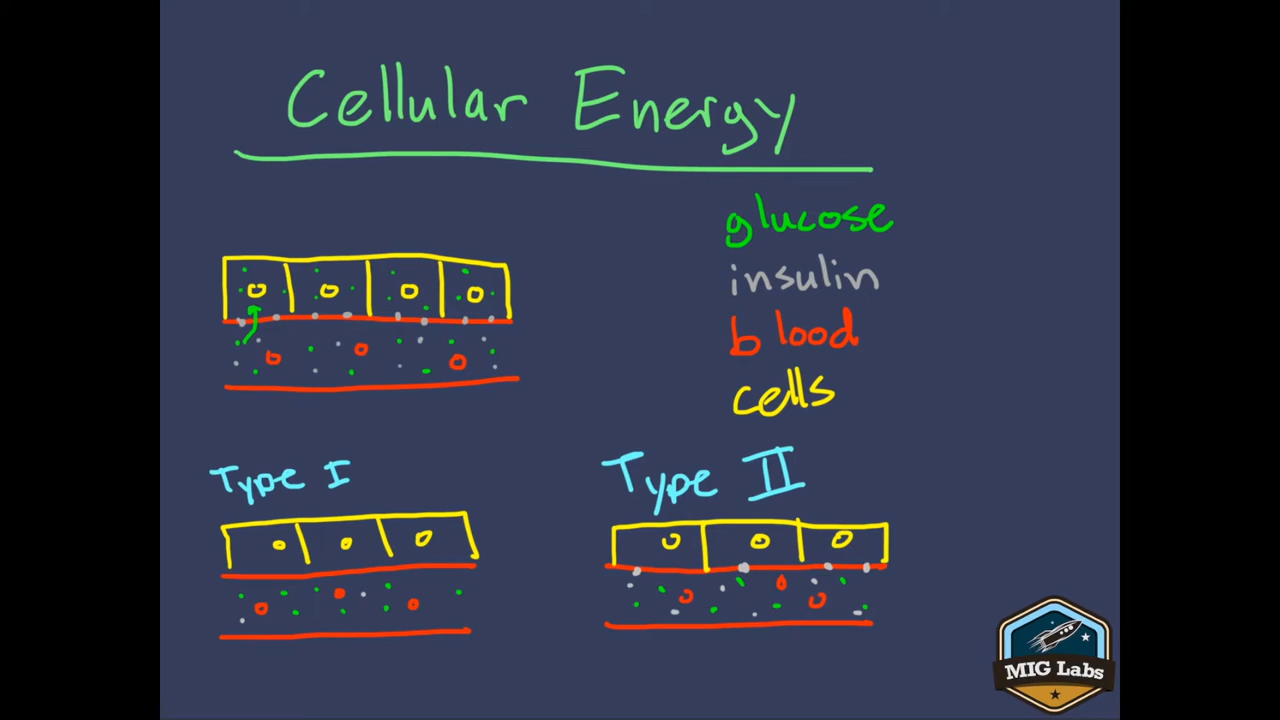 Cellular Energy
glucose
insulin
blood
cells
Type I
Type II
MIG Labs